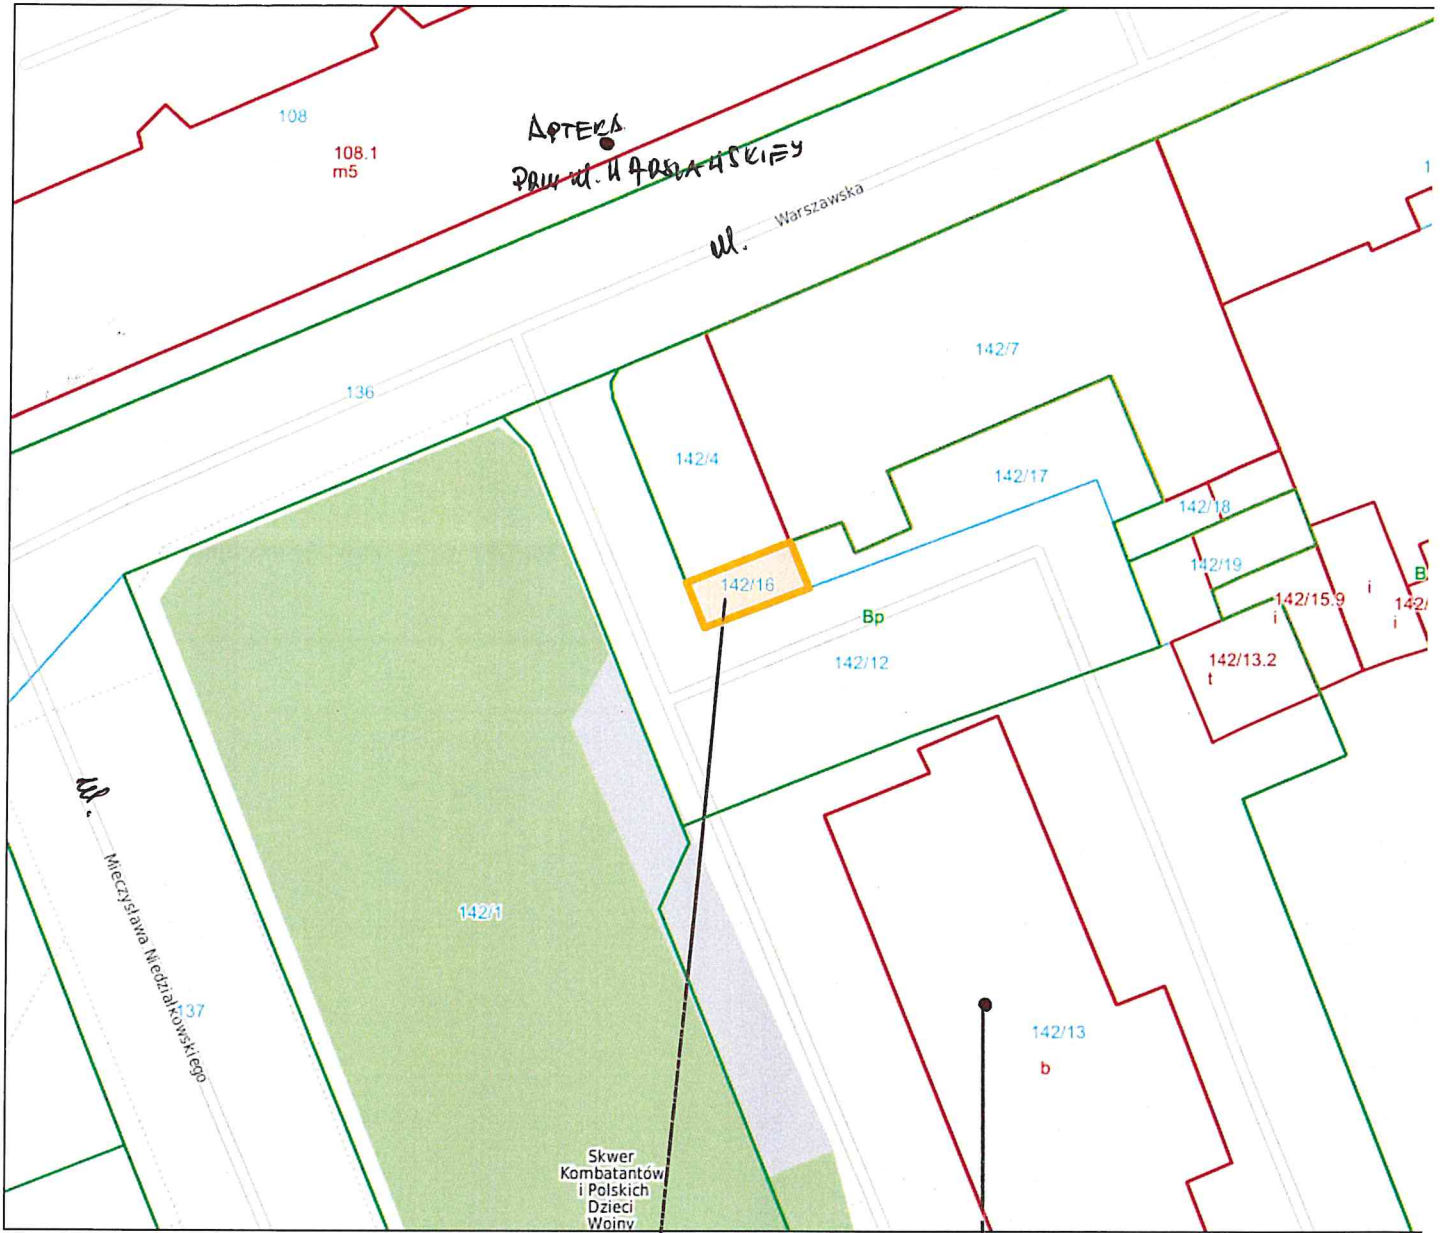 108
108.1
m5
APTEKA
PRZY ul. WARSZAWSKIEJ
ul.
Warszawska
1
136
142/7
142/4
142/17
142/18
142/16
142/19
Bp
142/12
142/15.9
i
i
B
142/
i
142/13.2
t
ul.
Mieczysława Niedziałkowskiego
137
142/1
142/13
b
Skwer
Kombatantów
i Polskich
Dzieci
Wojny